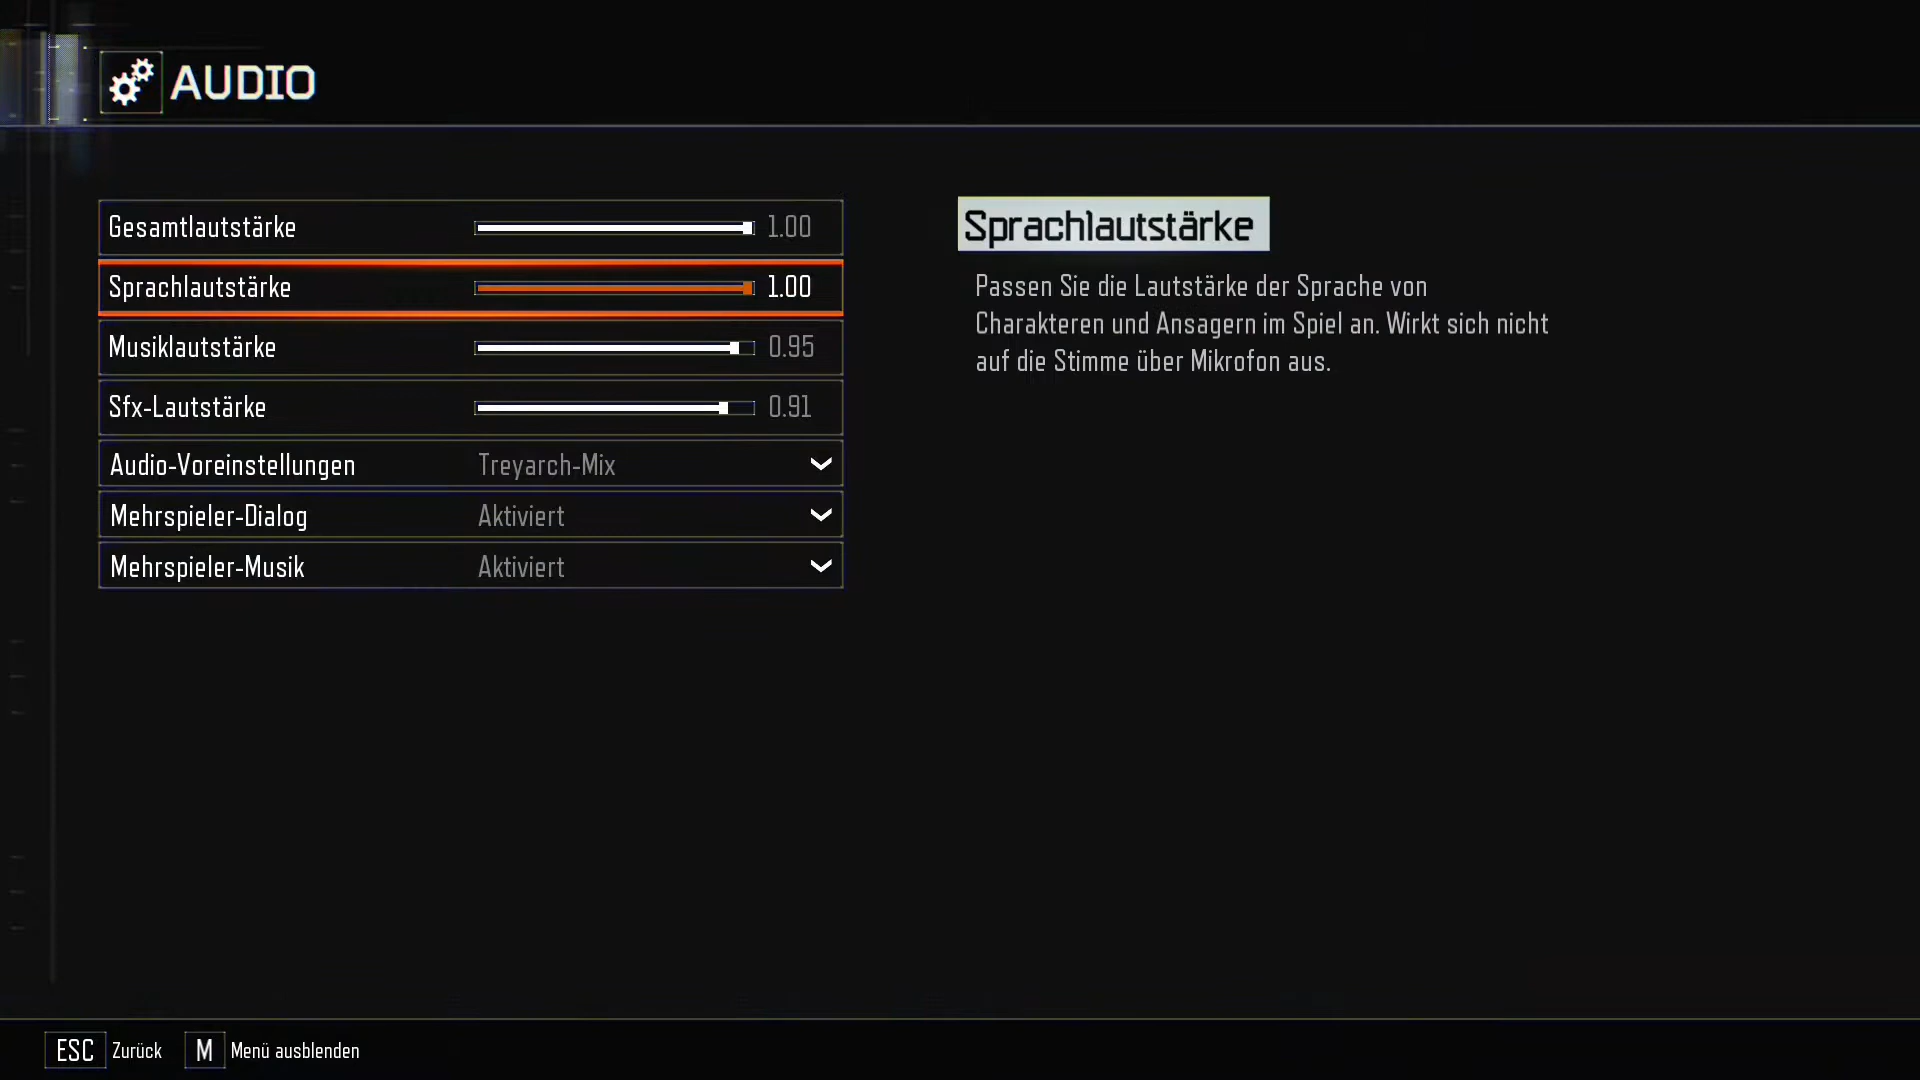 AUDIO
Gesamtlautstärke 1.00
Sprachlautstärke 1.00
Musiklautstärke 0.95
Sfx-Lautstärke 0.91
Audio-Voreinstellungen Treyarch-Mix
Mehrspieler-Dialog Aktiviert
Mehrspieler-Musik Aktiviert
Sprachlautstärke
Passen Sie die Lautstärke der Sprache von
Charakteren und Ansagern im Spiel an. Wirkt sich nicht
auf die Stimme über Mikrofon aus.
ESC Zurück M Menü ausblenden